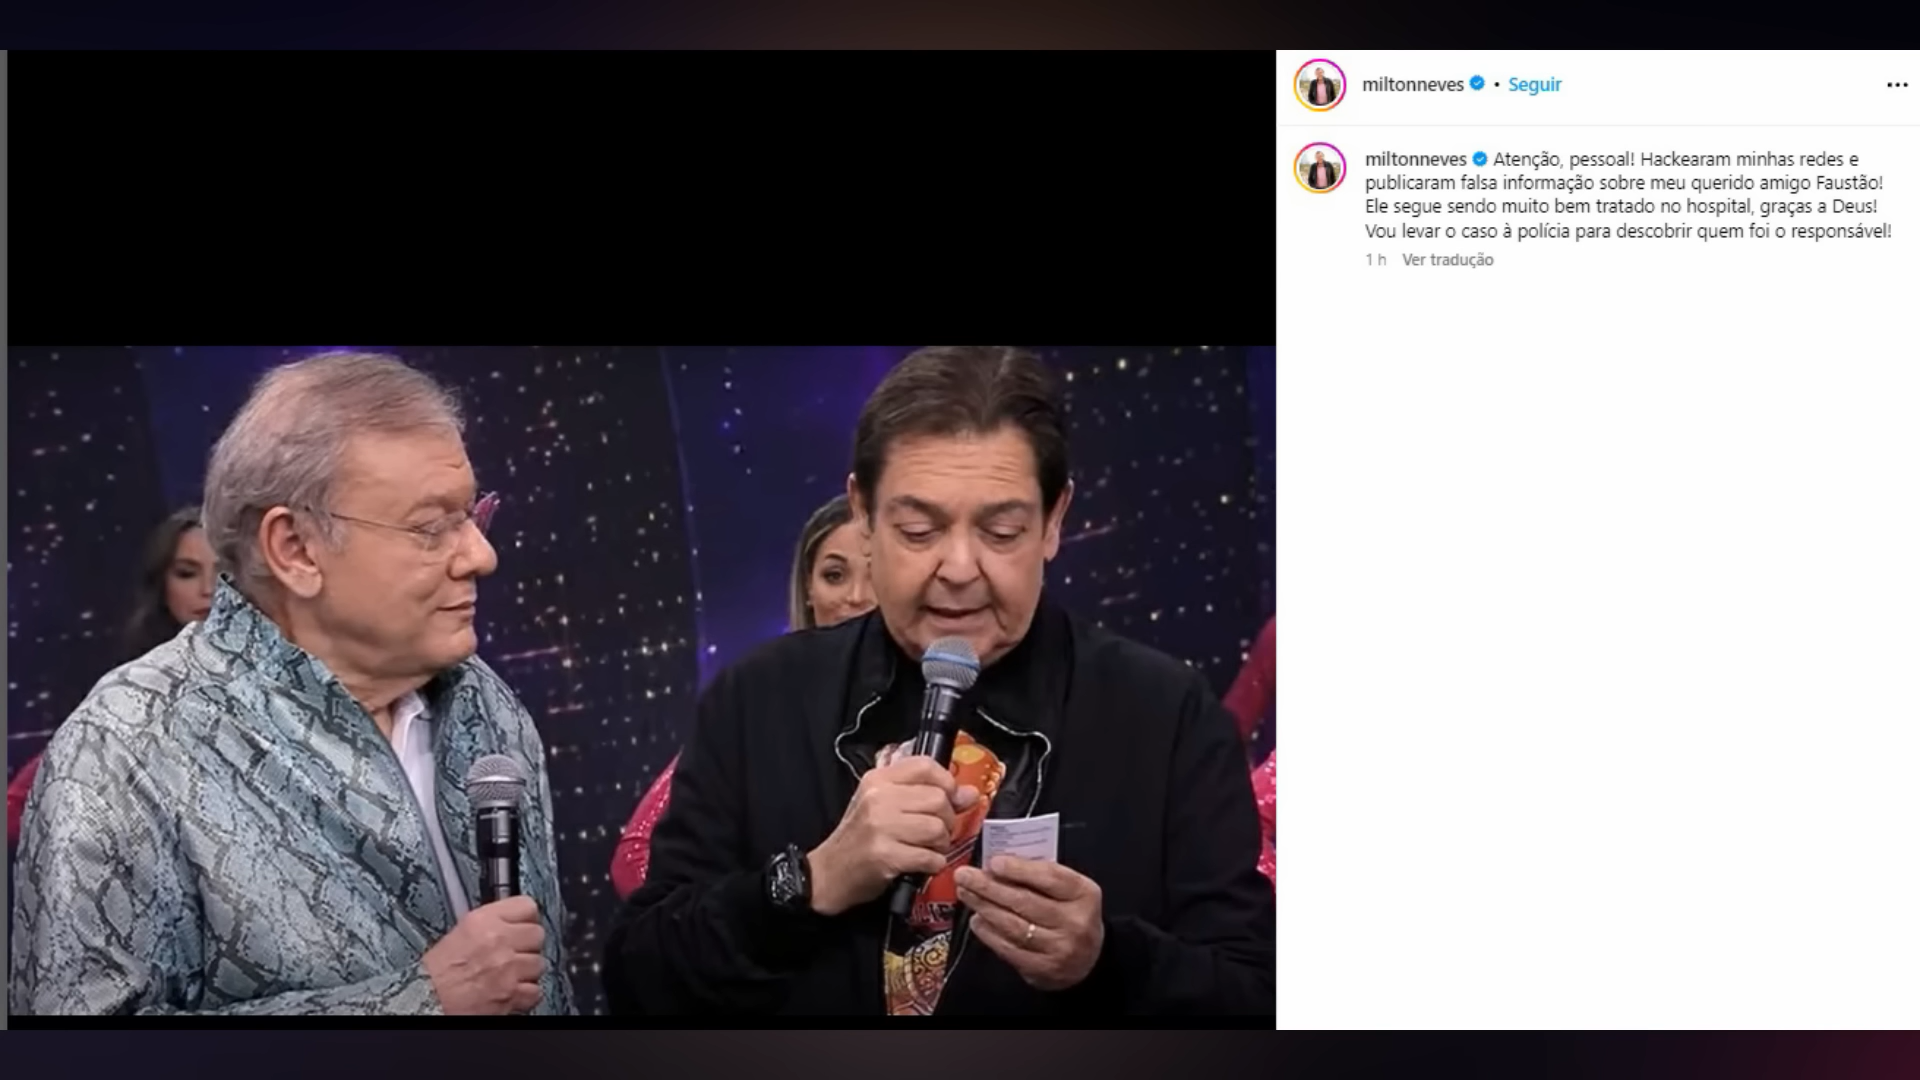 miltonneves • Seguir
miltonneves Atenção, pessoal! Hackearam minhas redes e
publicaram falsa informação sobre meu querido amigo Faustão!
Ele segue sendo muito bem tratado no hospital, graças a Deus!
Vou levar o caso à polícia para descobrir quem foi o responsável!
1 h Ver tradução